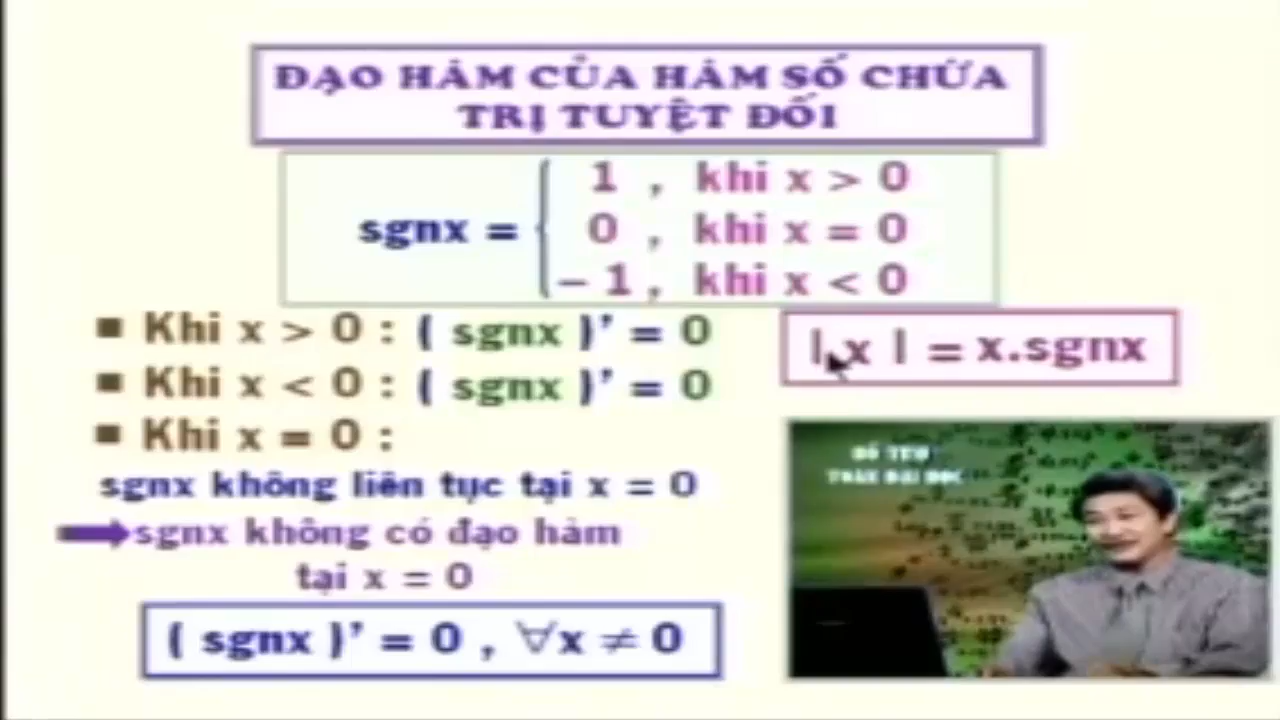 ĐẠO HÀM CỦA HÀM SỐ CHỨA
TRỊ TUYỆT ĐỐI
sgnx =
1 , khi x > 0
0 , khi x = 0
– 1 , khi x < 0
■ Khi x > 0 : ( sgnx )’ = 0
| x | = x.sgnx
■ Khi x < 0 : ( sgnx )’ = 0
■ Khi x = 0 :
sgnx không liên tục tại x = 0
sgnx không có đạo hàm
tại x = 0
( sgnx )’ = 0 , ∀x ≠ 0